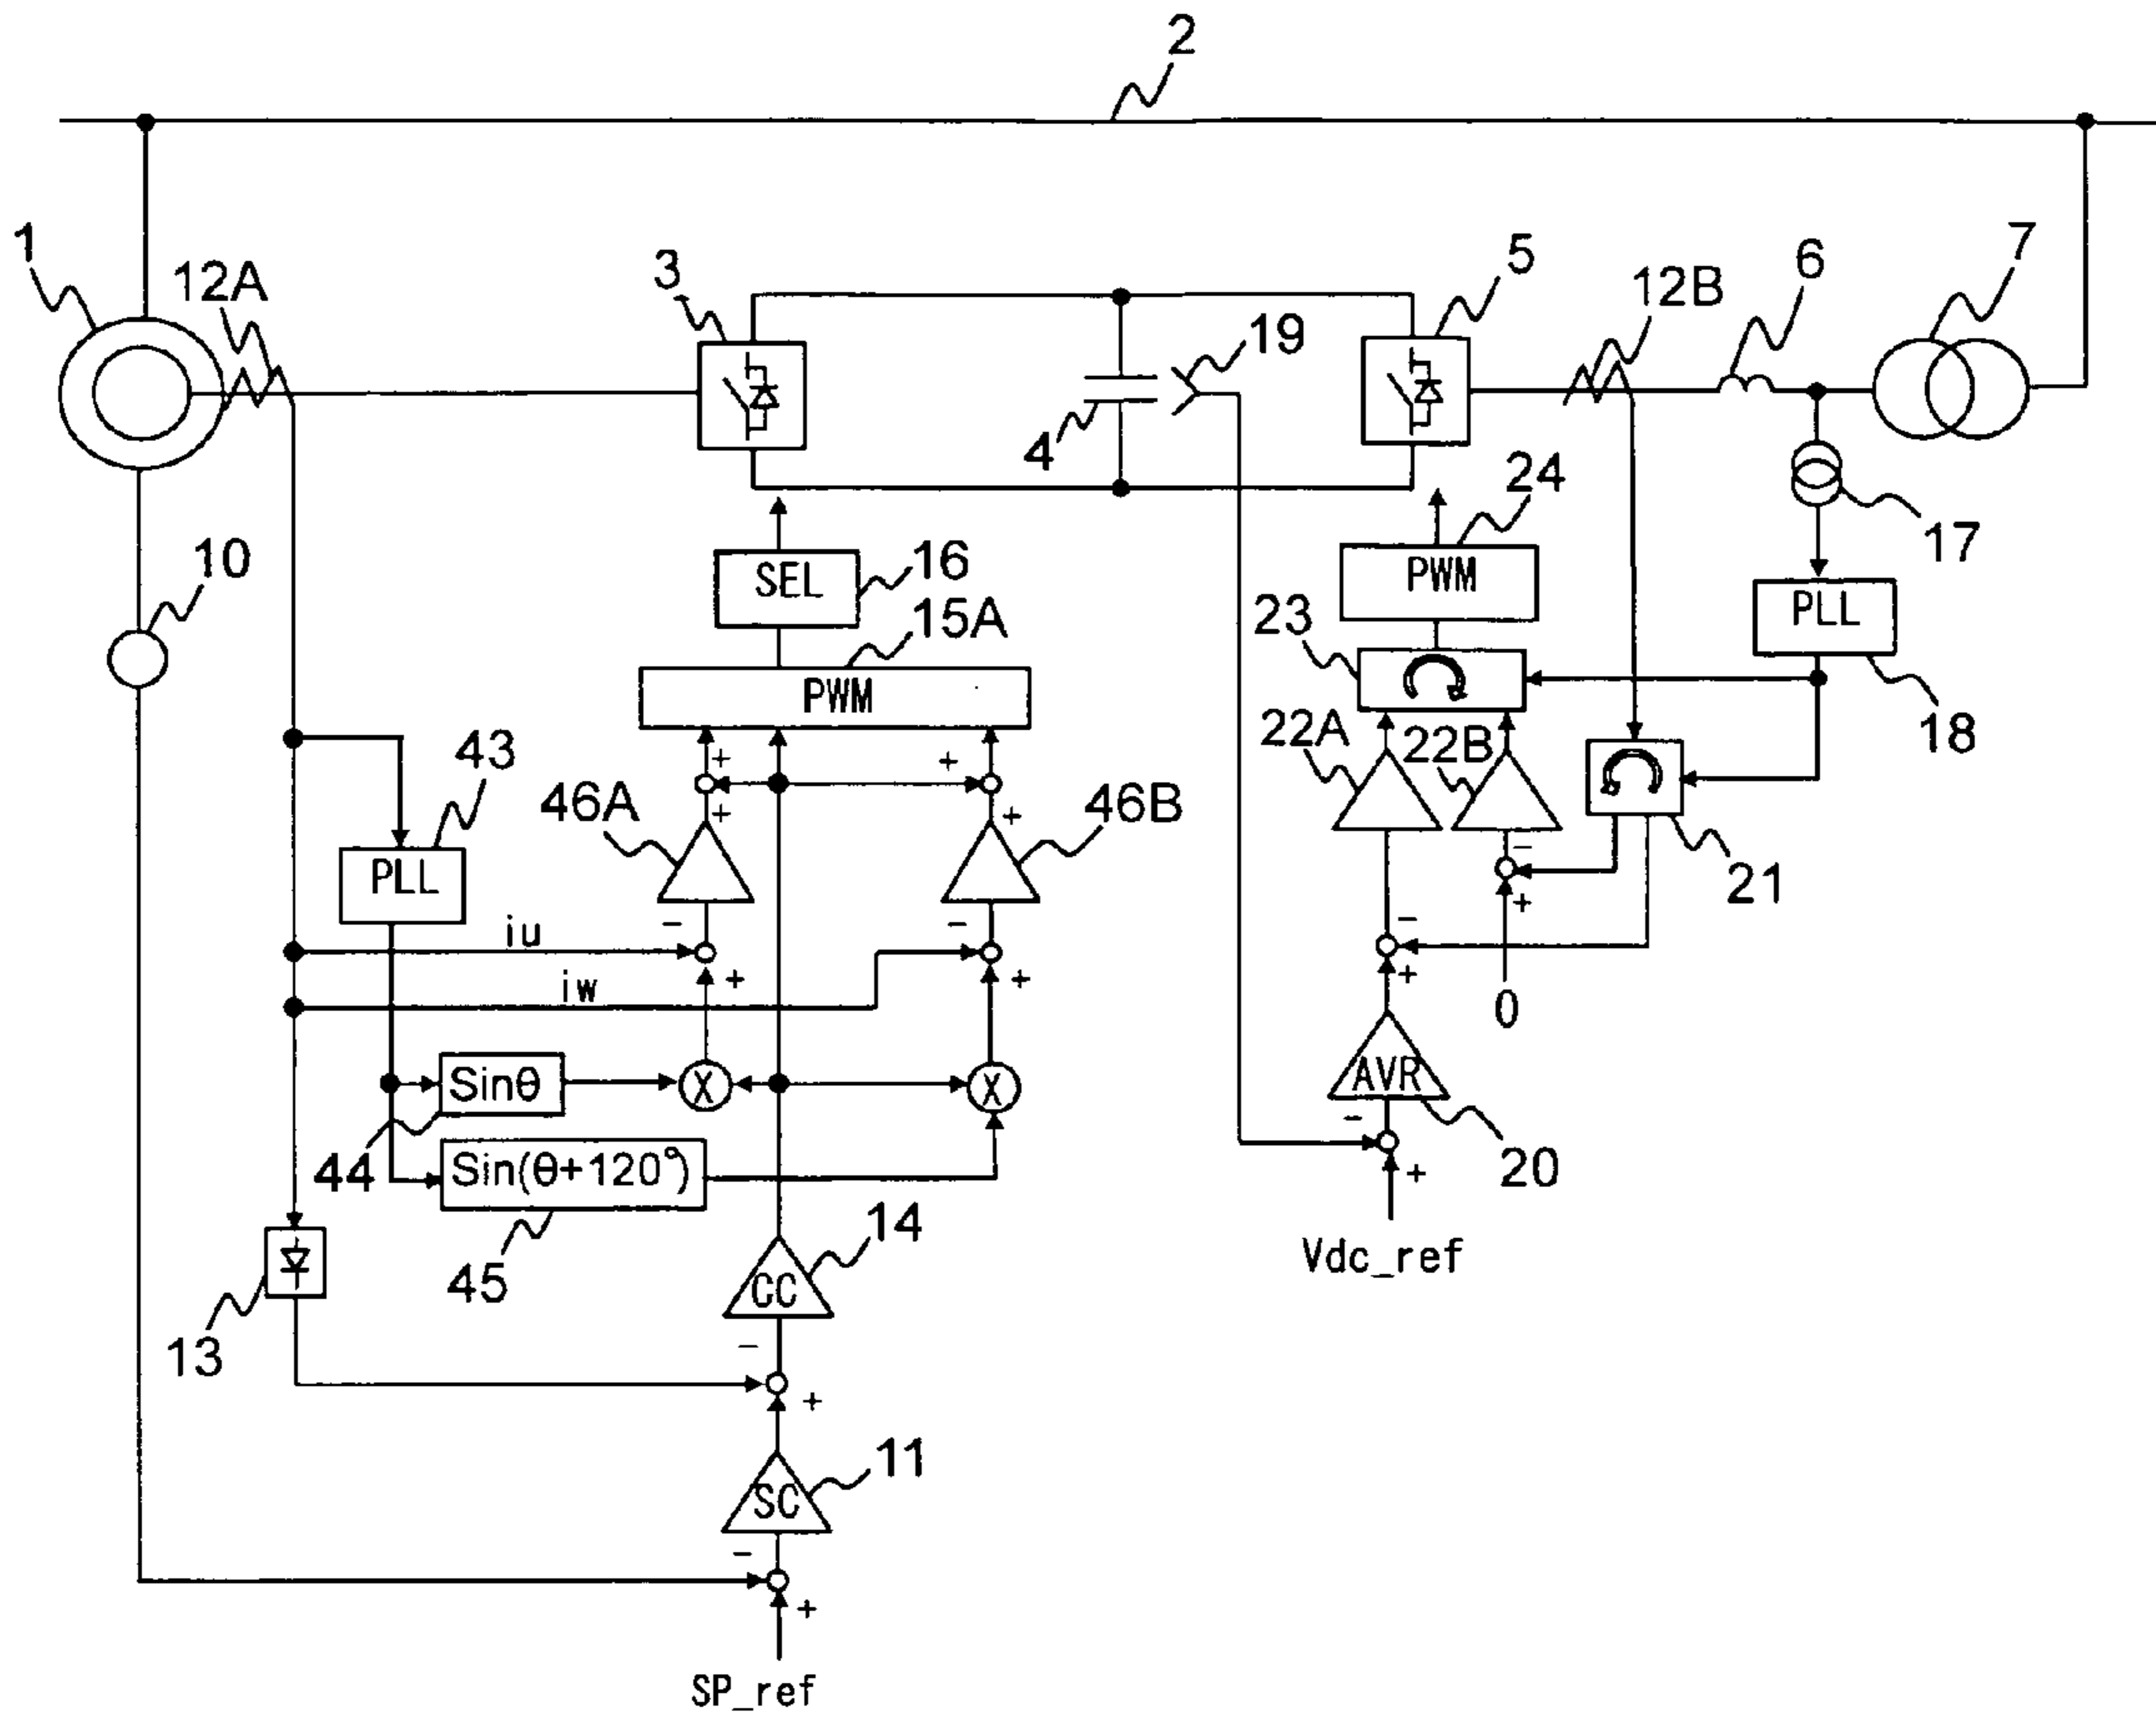 2
1
12A
3
5
12B
6
7
19
4
24
17
10
SEL
16
PWM
PLL
23
15A
PWM
22A
22B
18
43
46A
+
+
+
+
46B
PLL
21
iu
-
+
-
+
iw
-
+
-
+
0
Sinθ
X
X
AVR
44
Sin(θ+120°)
-
+
20
45
14
CC
Vdc_ref
13
-
+
11
SC
-
+
SP_ref